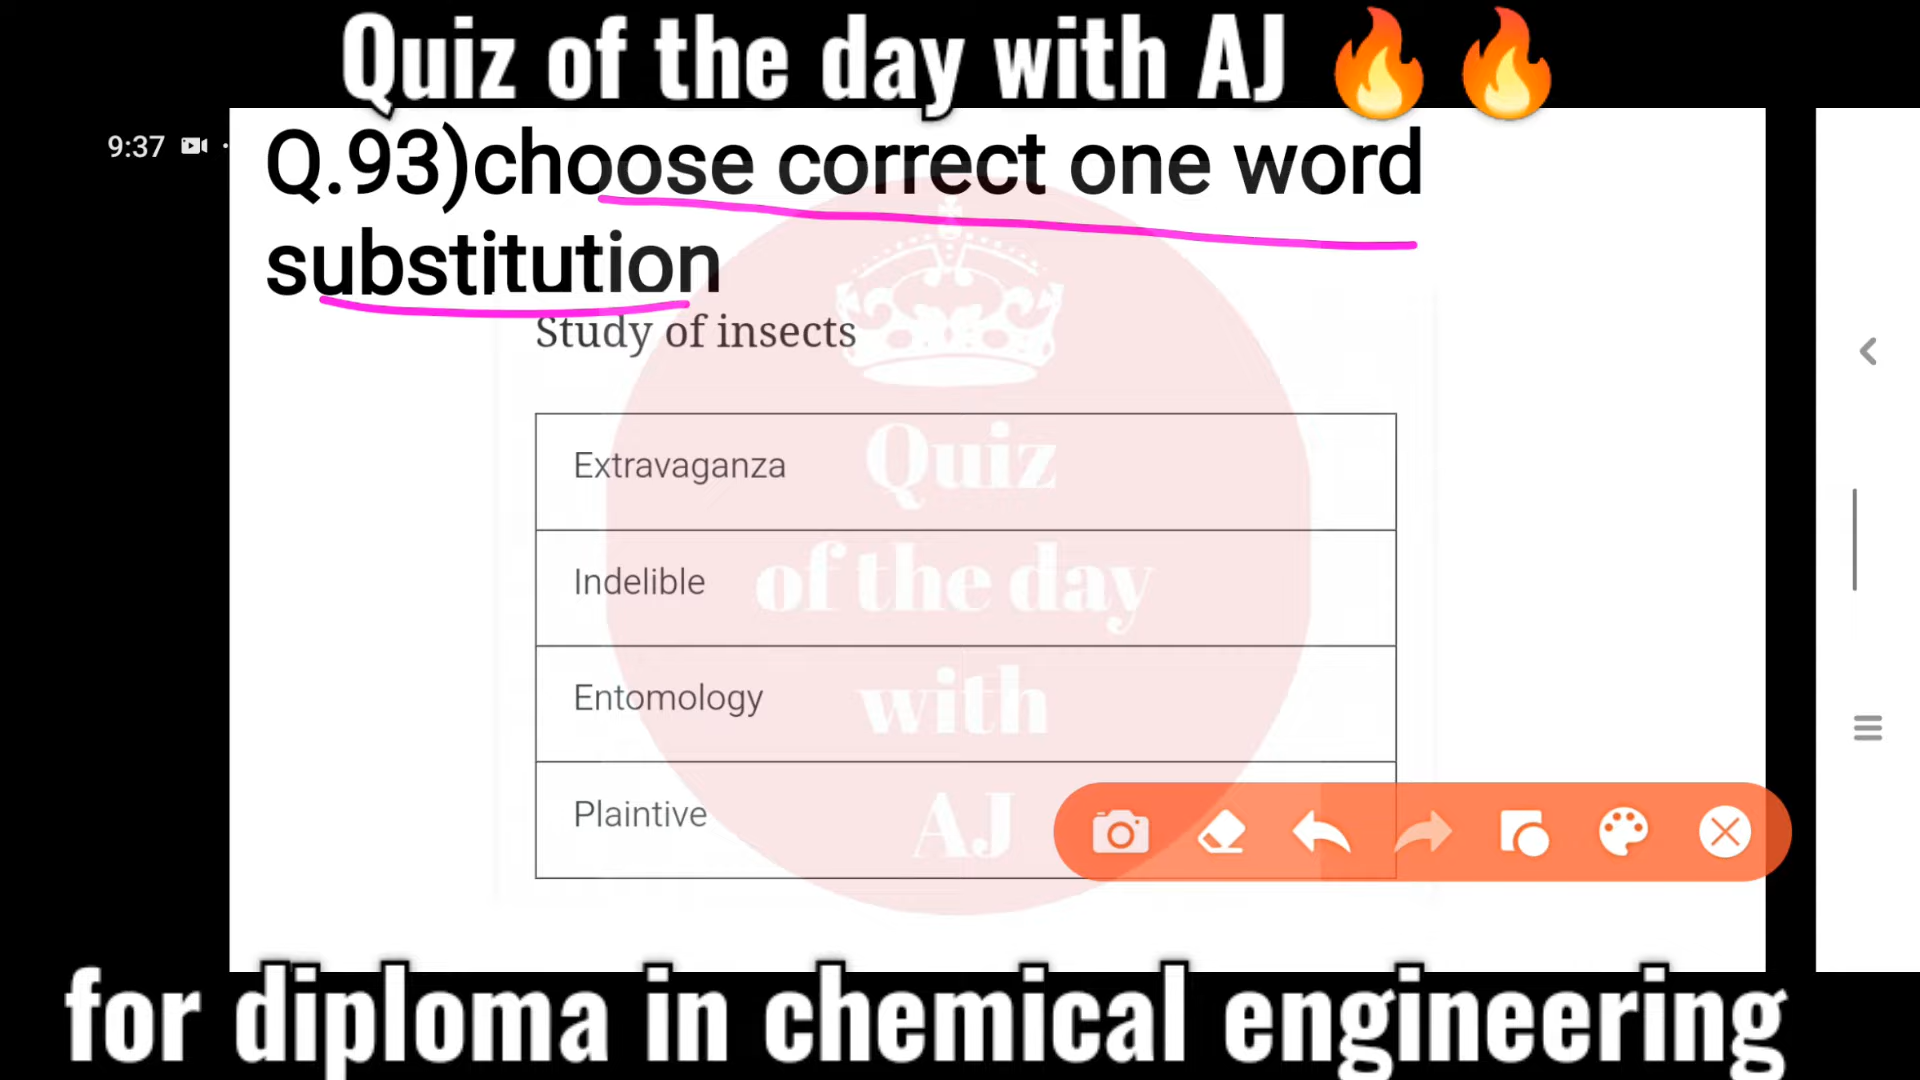 Quiz of the day with AJ 🔥🔥
9:37
Q.93)choose correct one word
substitution
Study of insects
Extravaganza
Indelible
Entomology
Plaintive
Quiz
of the day
with
AJ
for diploma in chemical engineering